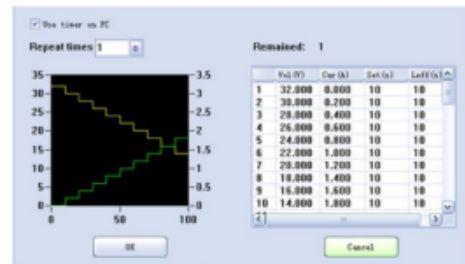 Use timer on PC
Repeat times 1
Remained: 1
35 3.5
30 3
25 2.5
20 2
15 1.5
10 1
5 0.5
0 0
0 50 100
Vol(V) Cur(A) Set(s) Left(s)
1 32.000 0.000 10 10
2 30.000 0.200 10 10
3 28.000 0.400 10 10
4 26.000 0.600 10 10
5 24.000 0.800 10 10
6 22.000 1.000 10 10
7 20.000 1.200 10 10
8 18.000 1.400 10 10
9 16.000 1.600 10 10
10 14.000 1.800 10 10
OK
Cancel